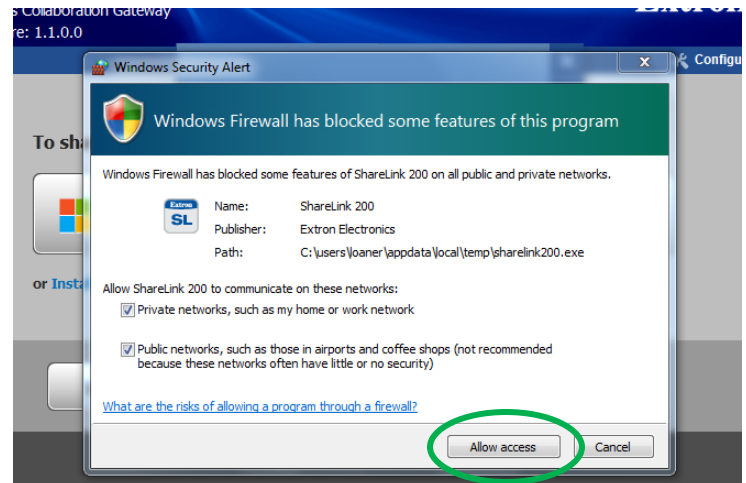 Collaboration Gateway
re: 1.1.0.0
Configu
Windows Security Alert
Windows Firewall has blocked some features of this program
To sha
Windows Firewall has blocked some features of ShareLink 200 on all public and private networks.
Extron
SL
Name: ShareLink 200
Publisher: Extron Electronics
Path: C:\users\loaner\appdata\local\temp\sharelink200.exe
or Insta
Allow ShareLink 200 to communicate on these networks:
Private networks, such as my home or work network
Public networks, such as those in airports and coffee shops (not recommended
because these networks often have little or no security)
What are the risks of allowing a program through a firewall?
Allow access Cancel